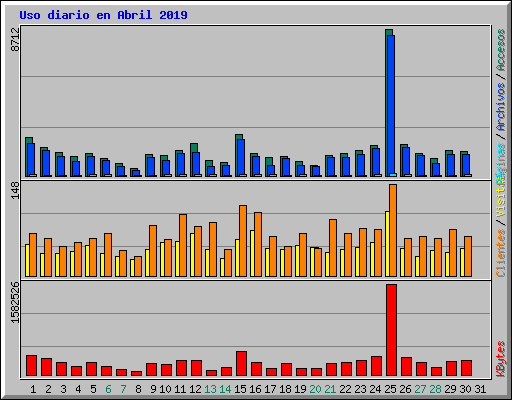 Uso diario en Abril 2019
8712
148
1582526
Accesos / Archivos / Páginas / Visitas / Clientes
KBytes
1 2 3 4 5 6 7 8 9 10 11 12 13 14 15 16 17 18 19 20 21 22 23 24 25 26 27 28 29 30 31